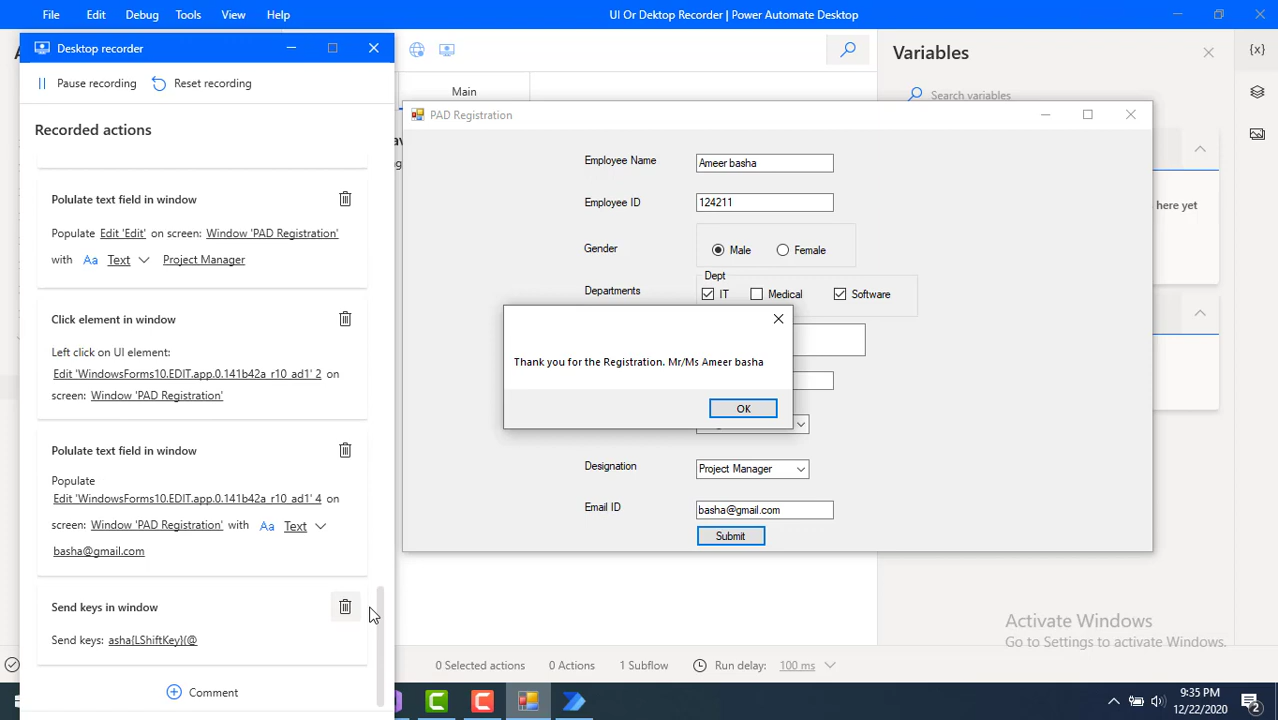 File Edit Debug Tools View Help
UI Or Dektop Recorder | Power Automate Desktop
Desktop recorder
Pause recording Reset recording
Recorded actions
Polulate text field in window
Populate Edit 'Edit' on screen: Window 'PAD Registration'
with Aa Text Project Manager
Click element in window
Left click on UI element:
Edit 'WindowsForms10.EDIT.app.0.141b42a_r10_ad1' 2 on
screen: Window 'PAD Registration'
Polulate text field in window
Populate
Edit 'WindowsForms10.EDIT.app.0.141b42a_r10_ad1' 4 on
screen: Window 'PAD Registration' with Aa Text
basha@gmail.com
Send keys in window
Send keys: asha{LShiftKey}(@
Comment
Main
Variables
{x}
Search variables
here yet
PAD Registration
Employee Name Ameer basha
Employee ID 124211
Gender Male Female
Dept
Departments IT Medical Software
Thank you for the Registration. Mr/Ms Ameer basha
OK
Designation Project Manager
Email ID basha@gmail.com
Submit
Activate Windows
Go to Settings to activate Windows.
0 Selected actions 0 Actions 1 Subflow Run delay: 100 ms
9:35 PM
12/22/2020
2